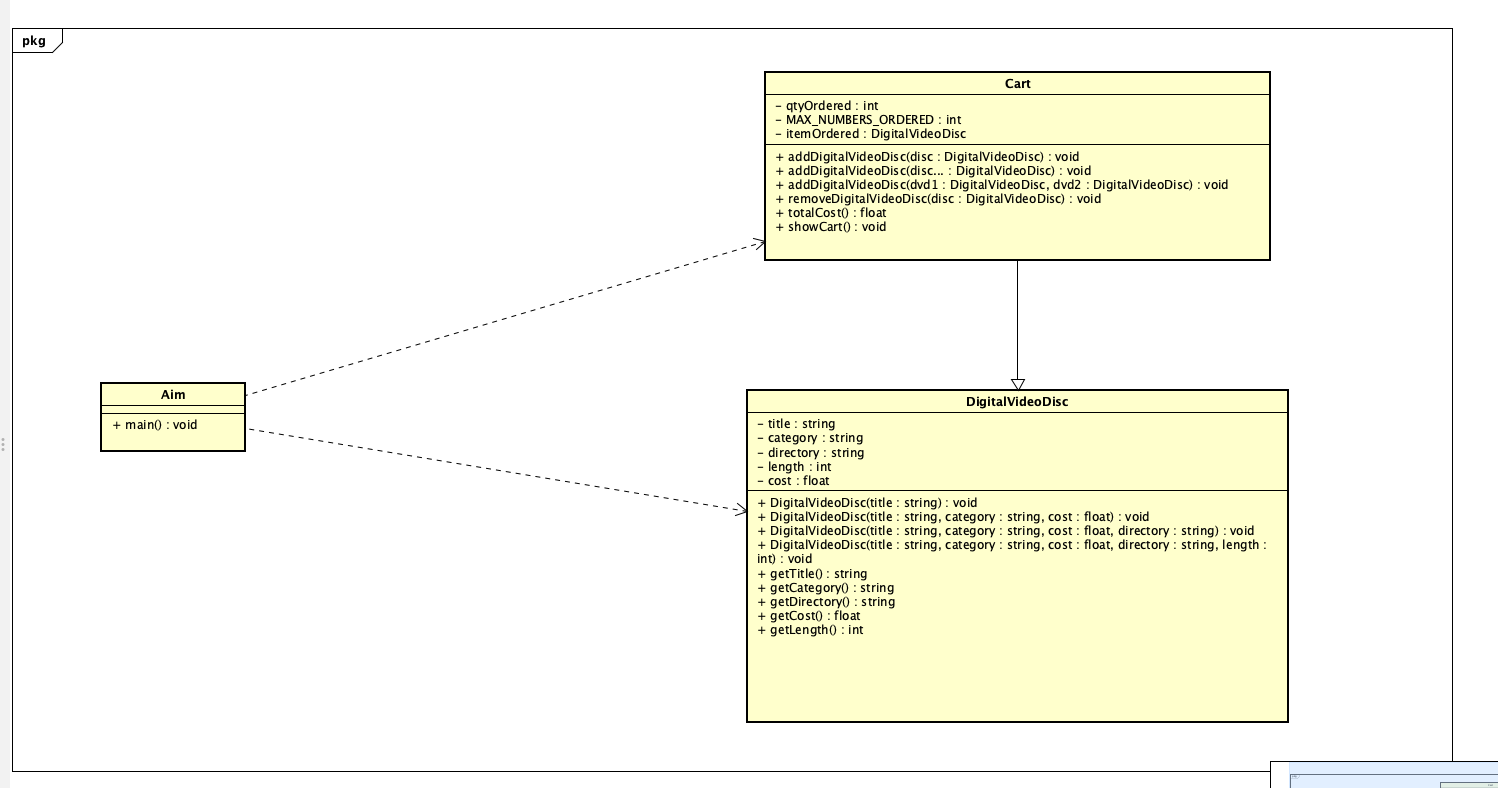 pkg
Cart
– qtyOrdered : int
– MAX_NUMBERS_ORDERED : int
– itemOrdered : DigitalVideoDisc
+ addDigitalVideoDisc(disc : DigitalVideoDisc) : void
+ addDigitalVideoDisc(disc... : DigitalVideoDisc) : void
+ addDigitalVideoDisc(dvd1 : DigitalVideoDisc, dvd2 : DigitalVideoDisc) : void
+ removeDigitalVideoDisc(disc : DigitalVideoDisc) : void
+ totalCost() : float
+ showCart() : void
Aim
+ main() : void
DigitalVideoDisc
– title : string
– category : string
– directory : string
– length : int
– cost : float
+ DigitalVideoDisc(title : string) : void
+ DigitalVideoDisc(title : string, category : string, cost : float) : void
+ DigitalVideoDisc(title : string, category : string, cost : float, directory : string) : void
+ DigitalVideoDisc(title : string, category : string, cost : float, directory : string, length :
int) : void
+ getTitle() : string
+ getCategory() : string
+ getDirectory() : string
+ getCost() : float
+ getLength() : int